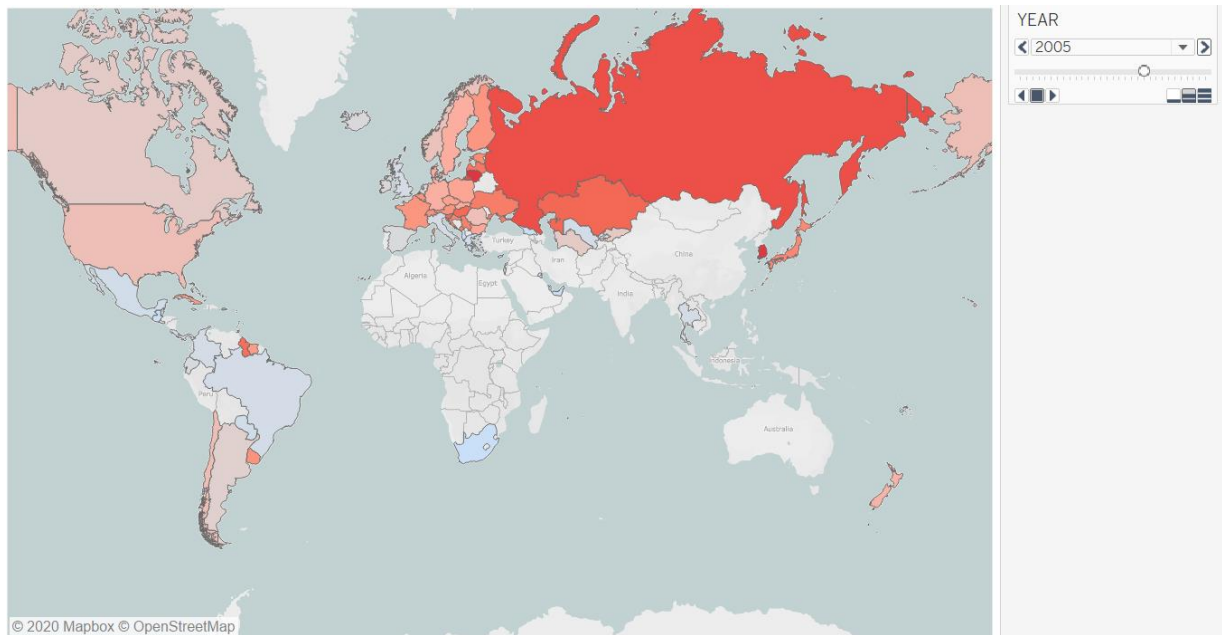 YEAR
2005
Turkey
Iran
China
Algeria
Egypt
India
Indonesia
Peru
Australia
© 2020 Mapbox © OpenStreetMap